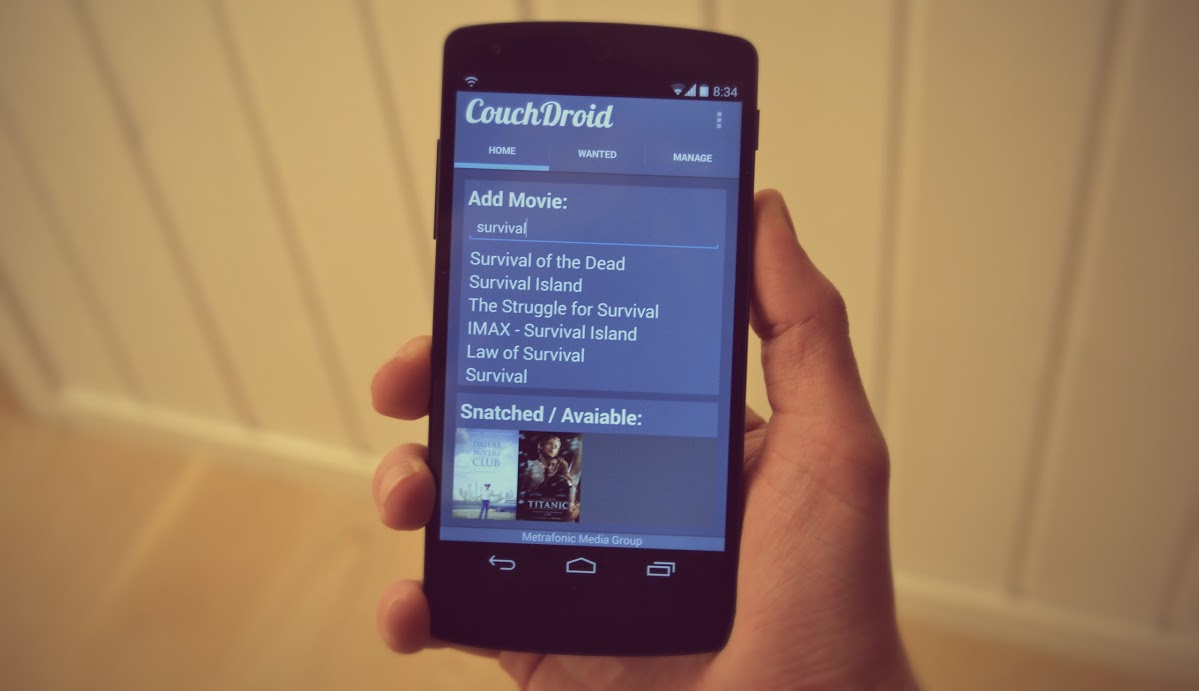 8:34
CouchDroid
HOME WANTED MANAGE
Add Movie:
survival
Survival of the Dead
Survival Island
The Struggle for Survival
IMAX - Survival Island
Law of Survival
Survival
Snatched / Avaiable:
DALLAS
BUYERS
CLUB
TITANIC
Metrafonic Media Group